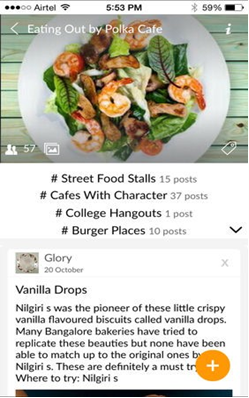 Airtel 5:53 PM 59%
Eating Out by Polka Cafe i
57
# Street Food Stalls 15 posts
# Cafes With Character 37 posts
# College Hangouts 1 post
# Burger Places 10 posts
Glory x
20 October
Vanilla Drops
Nilgiri s was the pioneer of these little crispy
vanilla flavoured biscuits called vanilla drops.
Many Bangalore bakeries have tried to
replicate these beauties but none have been
able to match up to the original ones by
Nilgiri s. These are definitely a must try
Where to try: Nilgiri s
+